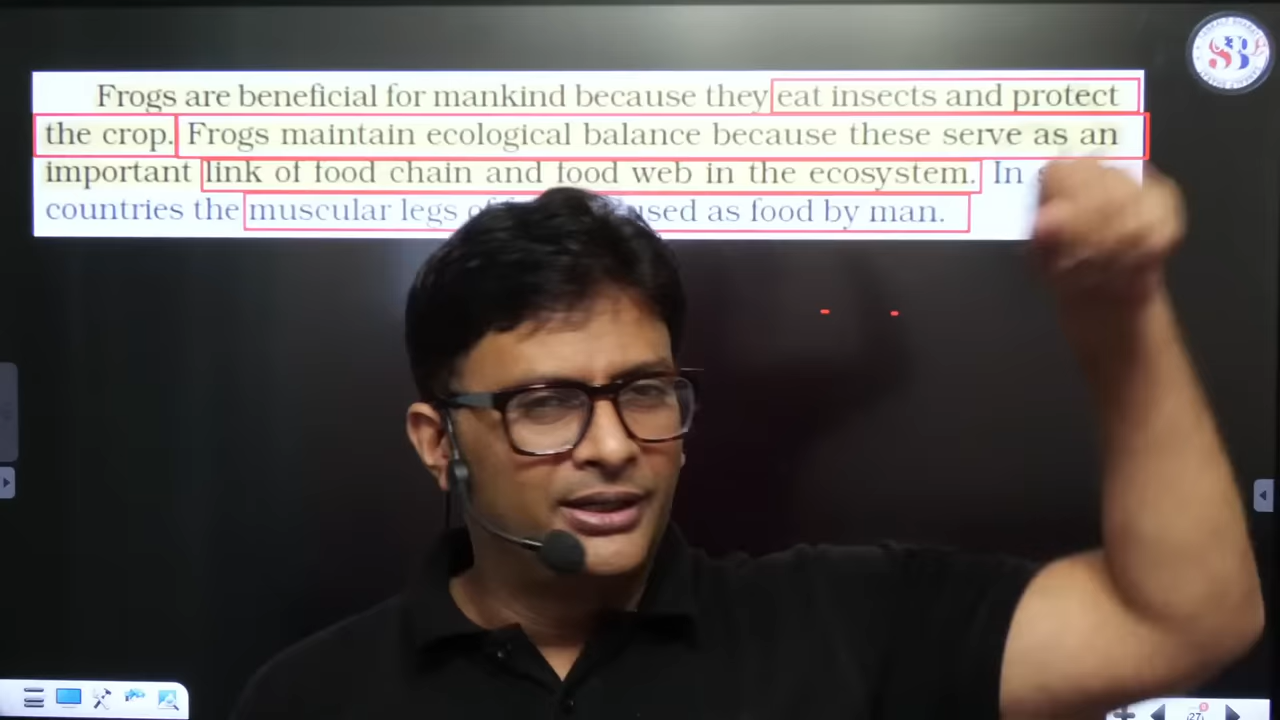 Frogs are beneficial for mankind because they eat insects and protect
the crop. Frogs maintain ecological balance because these serve as an
important link of food chain and food web in the ecosystem. In
countries the muscular legs used as food by man.
27